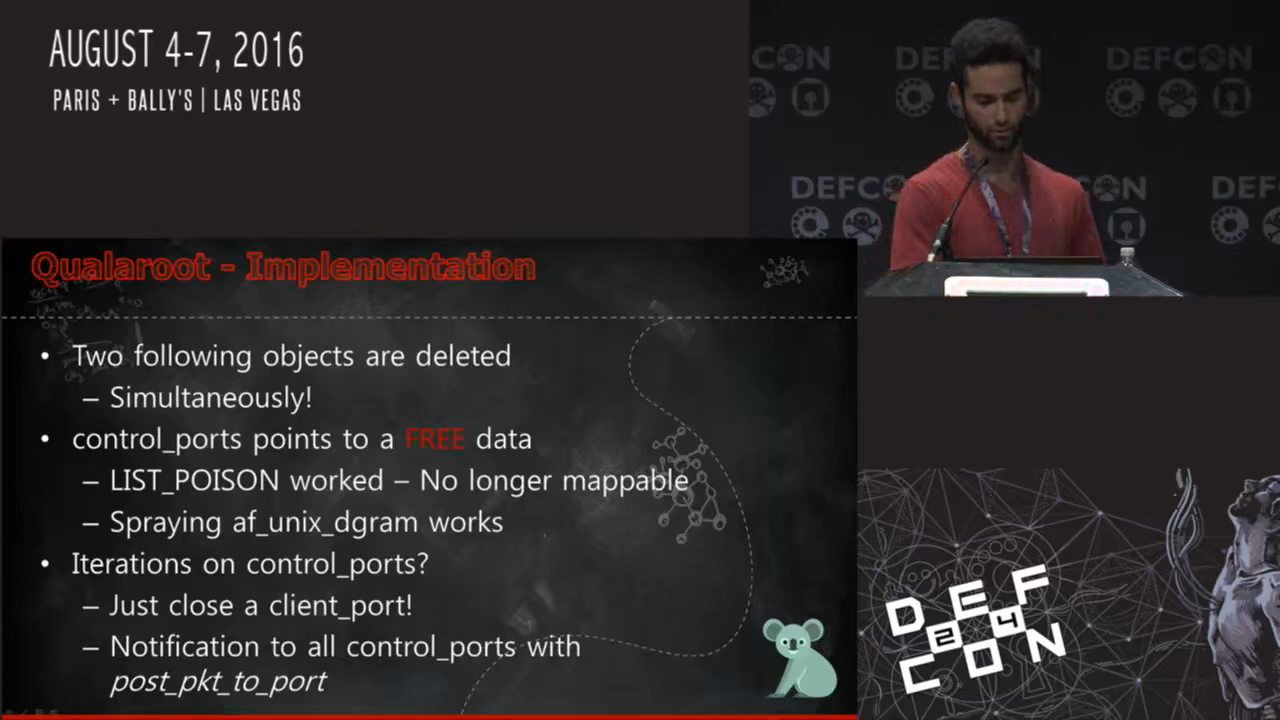 AUGUST 4-7, 2016
PARIS + BALLY'S | LAS VEGAS
DEFCON
DEFCON
DEFCON
DEFCON
Qualaroot - Implementation
• Two following objects are deleted
– Simultaneously!
• control_ports points to a FREE data
– LIST_POISON worked – No longer mappable
– Spraying af_unix_dgram works
• Iterations on control_ports?
– Just close a client_port!
– Notification to all control_ports with
post_pkt_to_port
DEF
24
CON